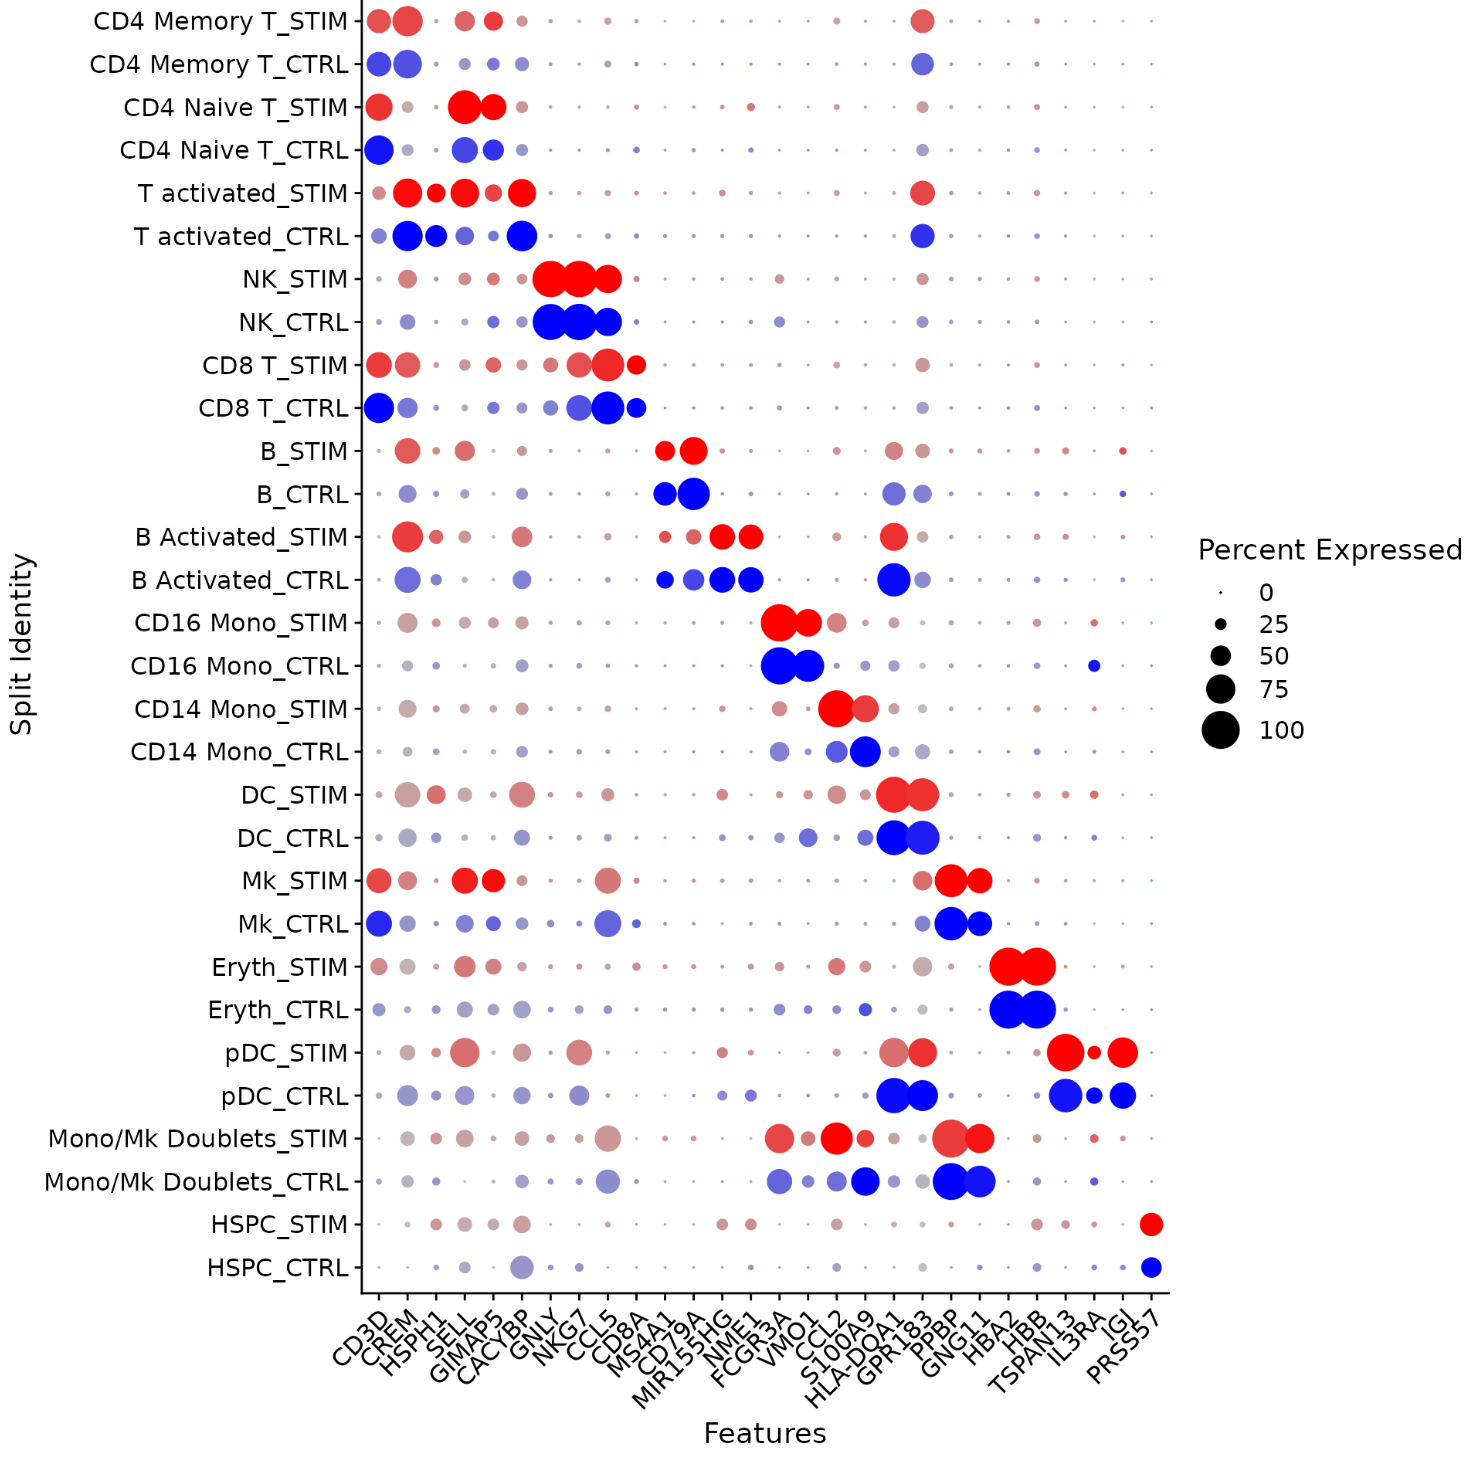 CD4 Memory T_STIM
CD4 Memory T_CTRL
CD4 Naive T_STIM
CD4 Naive T_CTRL
T activated_STIM
T activated_CTRL
NK_STIM
NK_CTRL
CD8 T_STIM
CD8 T_CTRL
B_STIM
B_CTRL
B Activated_STIM
B Activated_CTRL
CD16 Mono_STIM
CD16 Mono_CTRL
CD14 Mono_STIM
CD14 Mono_CTRL
DC_STIM
DC_CTRL
Mk_STIM
Mk_CTRL
Eryth_STIM
Eryth_CTRL
pDC_STIM
pDC_CTRL
Mono/Mk Doublets_STIM
Mono/Mk Doublets_CTRL
HSPC_STIM
HSPC_CTRL
Split Identity
CD3D
CREM
HSPH1
SELL
GIMAP5
CACYBP
GNLY
NKG7
CCL5
CD8A
MS4A1
CD79A
MIR155HG
NME1
FCGR3A
VMO1
CCL2
S100A9
HLA-DQA1
GPR183
PPBP
GNG11
HBA2
HBB
TSPAN13
IL3RA
IGJ
PRSS57
Features
Percent Expressed
0
25
50
75
100